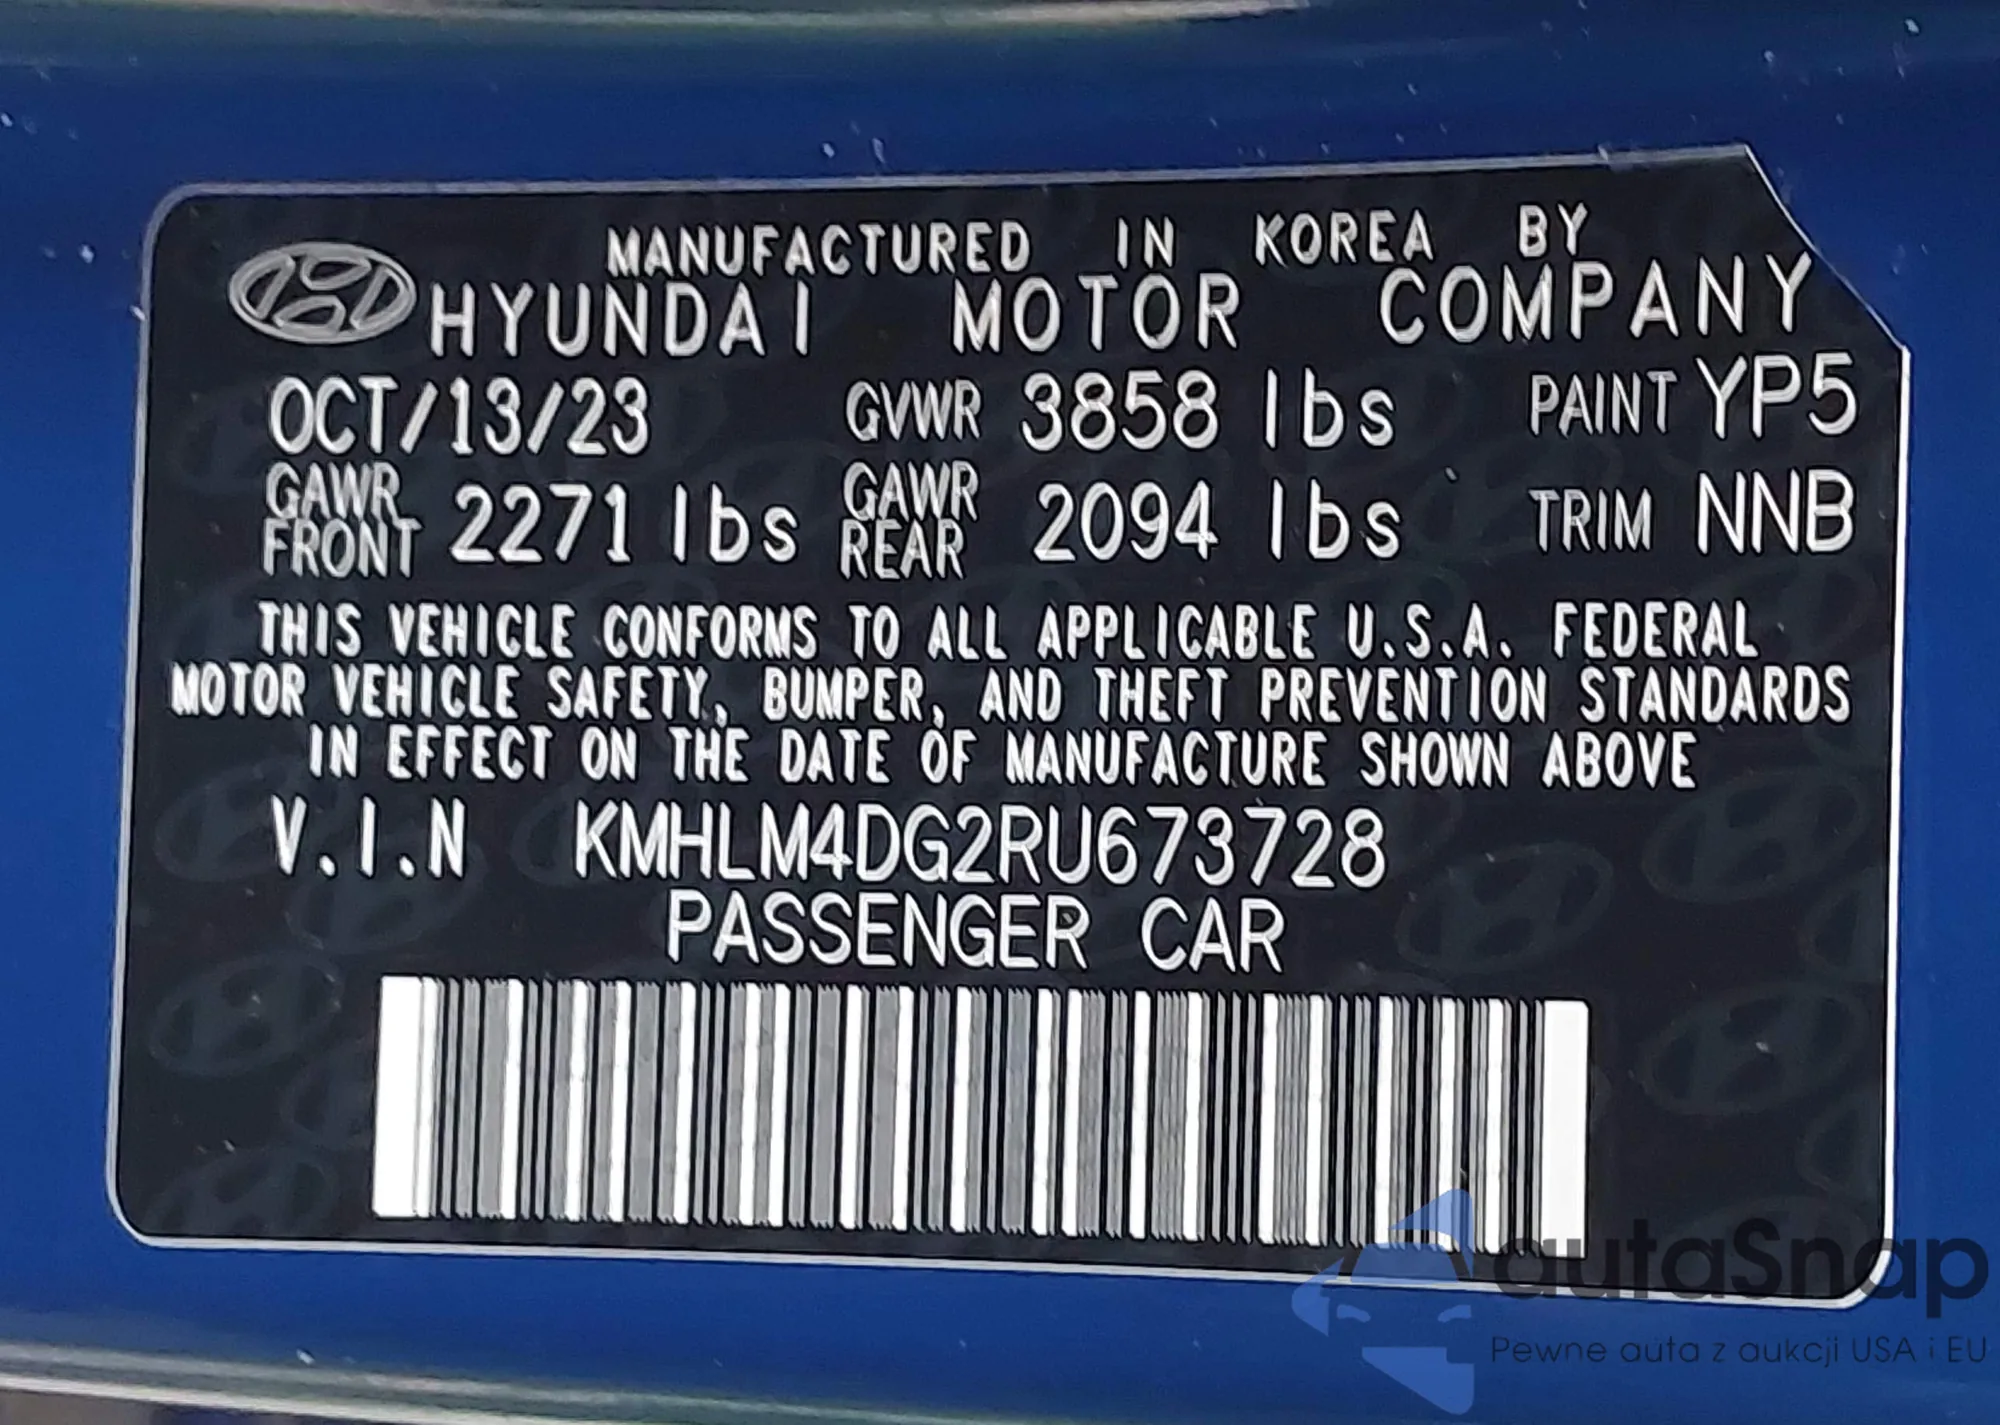 MANUFACTURED IN KOREA BY
HYUNDAI MOTOR COMPANY
OCT/13/23 GVWR 3858 lbs PAINT YP5
GAWR FRONT 2271 lbs GAWR REAR 2094 lbs TRIM NNB
THIS VEHICLE CONFORMS TO ALL APPLICABLE U.S.A. FEDERAL
MOTOR VEHICLE SAFETY, BUMPER, AND THEFT PREVENTION STANDARDS
IN EFFECT ON THE DATE OF MANUFACTURE SHOWN ABOVE
V.I.N KMHLM4DG2RU673728
PASSENGER CAR
autaSnap
Pewne auta z aukcji USA i EU